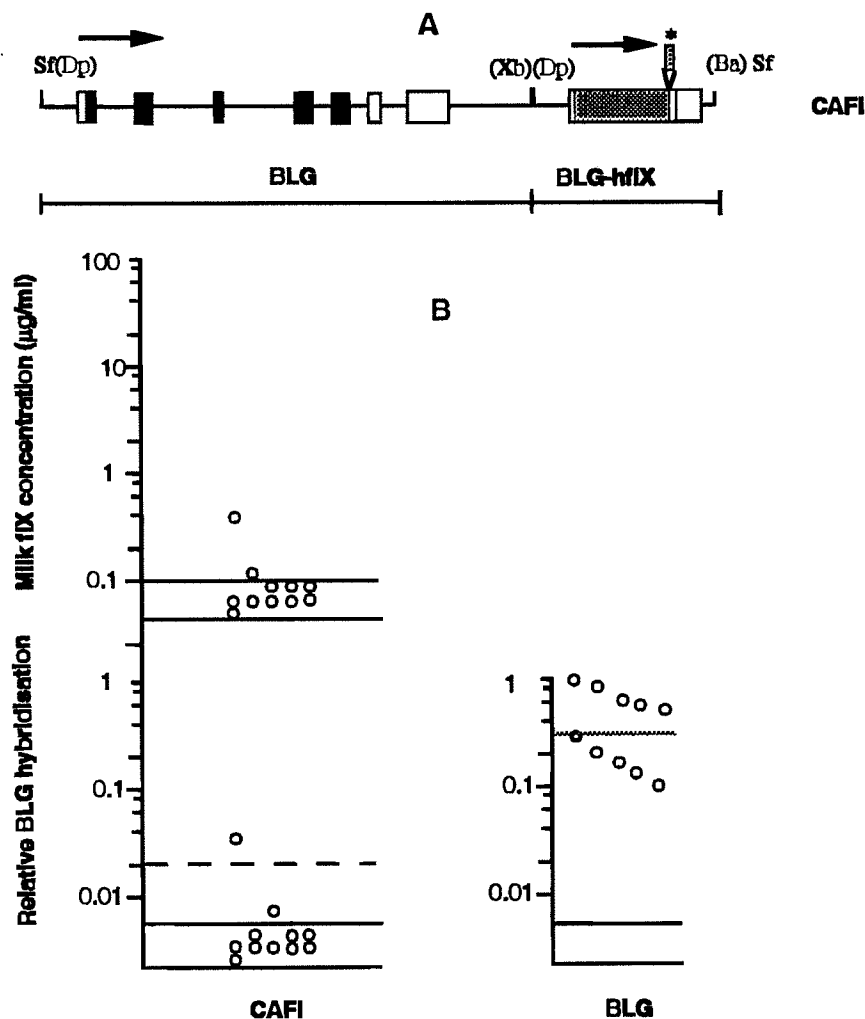 A
*
Sf(Dp)
(Xb)(Dp)
(Ba) Sf
CAFI
BLG
BLG-hfIX
B
Milk fIX concentration (µg/ml)
100
10
1
0.1
Relative BLG hybridisation
1
0.1
0.01
1
0.1
0.01
CAFI
BLG